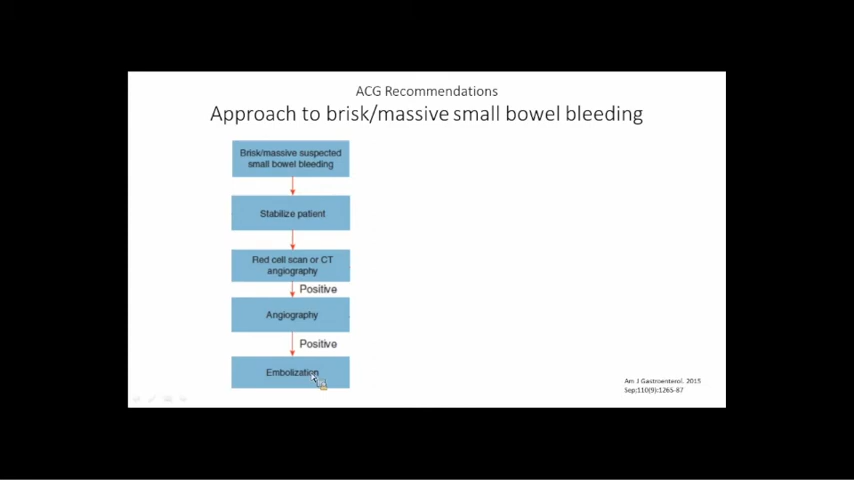 ACG Recommendations
Approach to brisk/massive small bowel bleeding
Brisk/massive suspected
small bowel bleeding
Stabilize patient
Red cell scan or CT
angiography
Positive
Angiography
Positive
Embolization
Am J Gastroenterol. 2015
Sep;110(9):1265-87